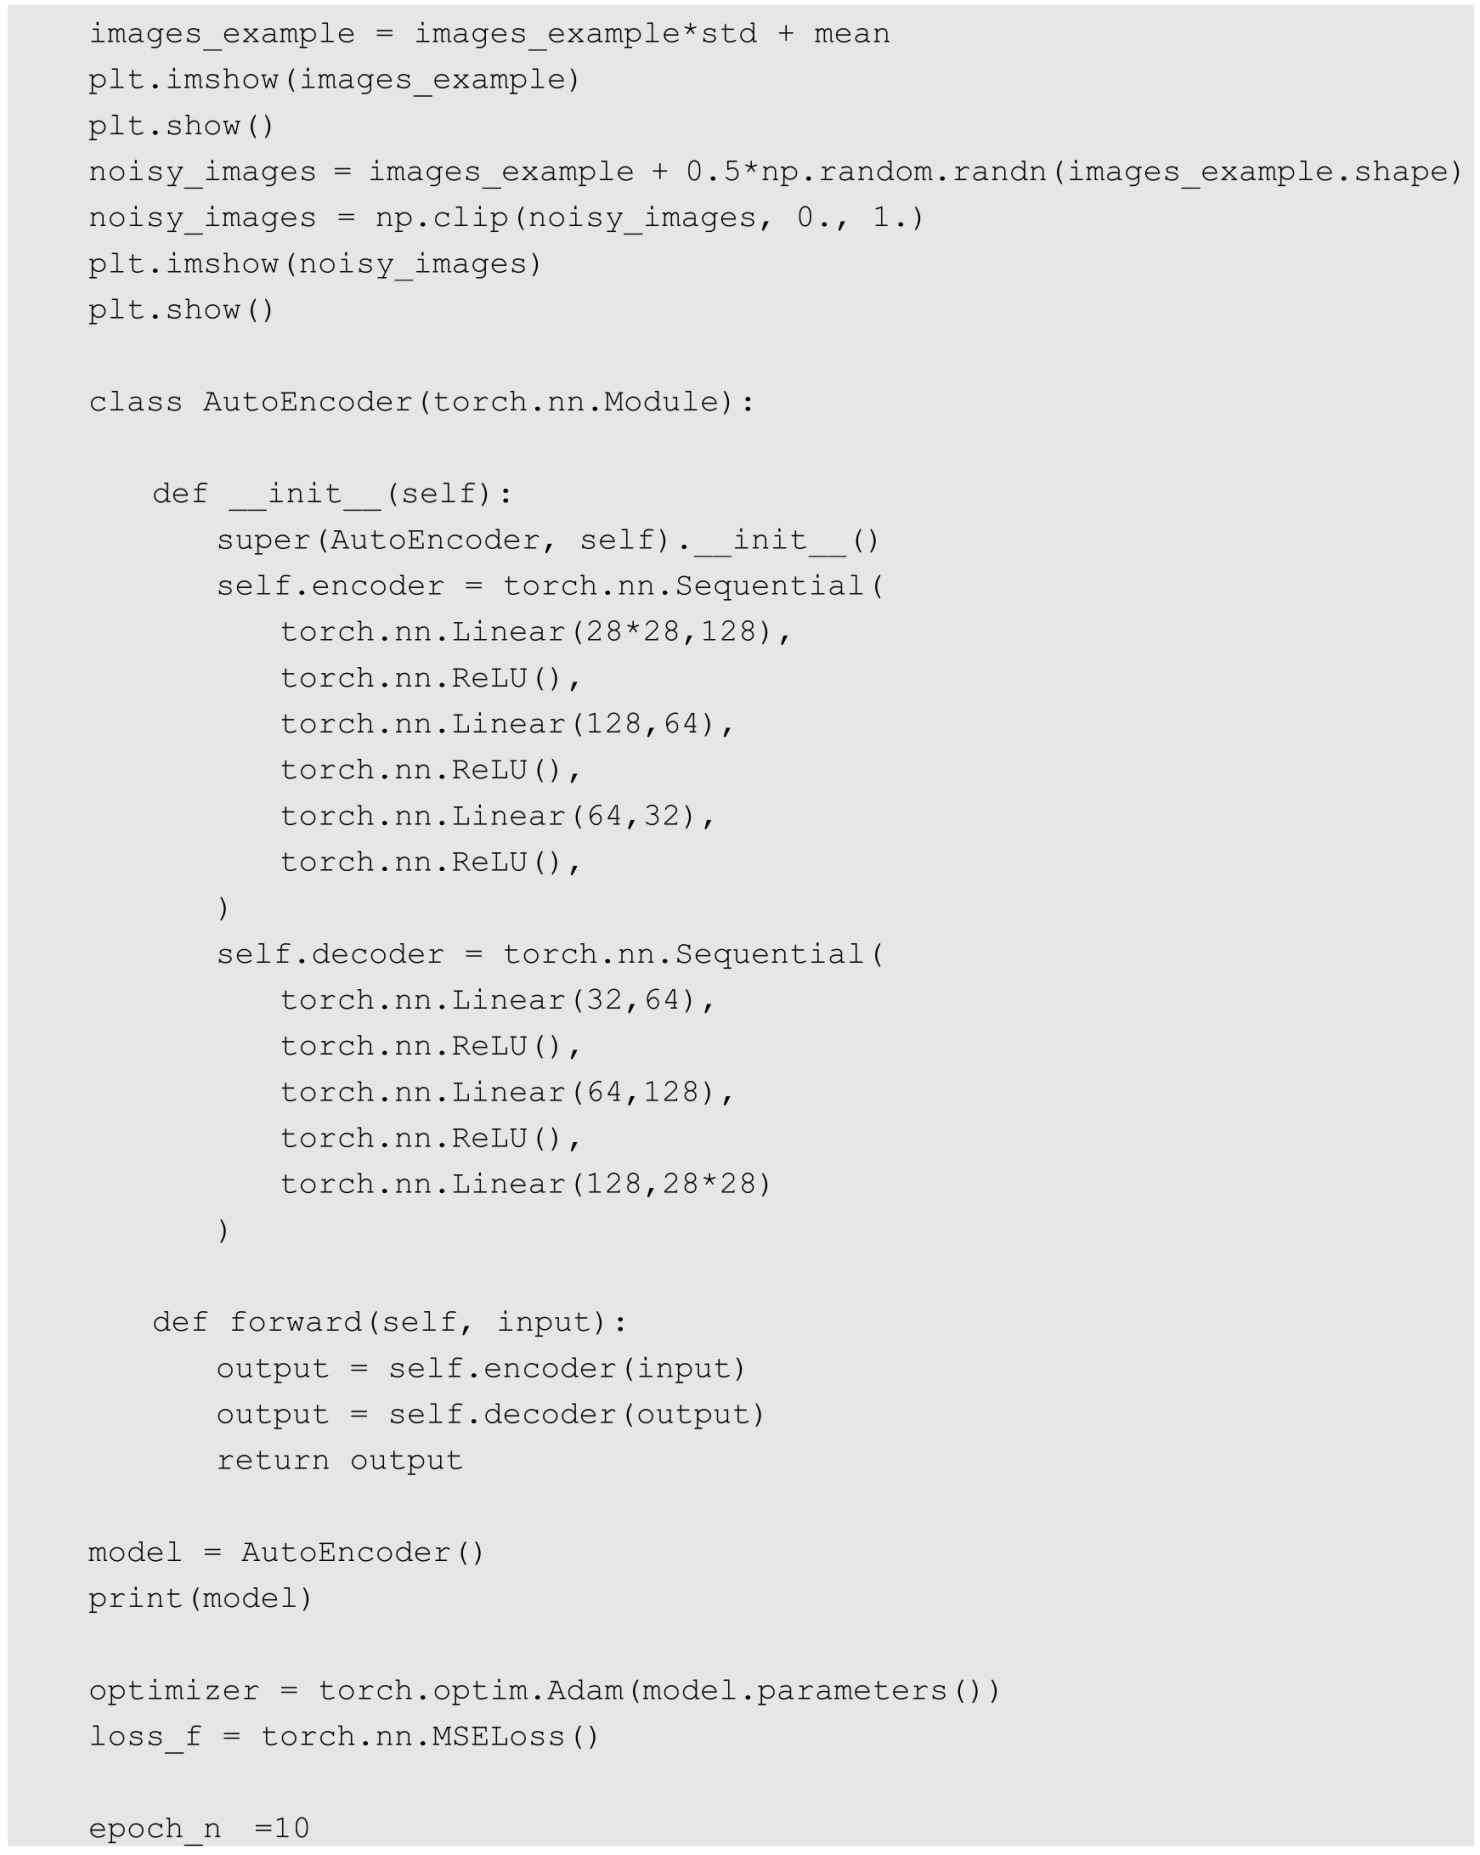 images_example = images_example*std + mean
plt.imshow(images_example)
plt.show()
noisy_images = images_example + 0.5*np.random.randn(images_example.shape)
noisy_images = np.clip(noisy_images, 0., 1.)
plt.imshow(noisy_images)
plt.show()

class AutoEncoder(torch.nn.Module):

    def __init__(self):
        super(AutoEncoder, self).__init__()
        self.encoder = torch.nn.Sequential(
            torch.nn.Linear(28*28,128),
            torch.nn.ReLU(),
            torch.nn.Linear(128,64),
            torch.nn.ReLU(),
            torch.nn.Linear(64,32),
            torch.nn.ReLU(),
        )
        self.decoder = torch.nn.Sequential(
            torch.nn.Linear(32,64),
            torch.nn.ReLU(),
            torch.nn.Linear(64,128),
            torch.nn.ReLU(),
            torch.nn.Linear(128,28*28)
        )

    def forward(self, input):
        output = self.encoder(input)
        output = self.decoder(output)
        return output

model = AutoEncoder()
print(model)

optimizer = torch.optim.Adam(model.parameters())
loss_f = torch.nn.MSELoss()

epoch_n  =10